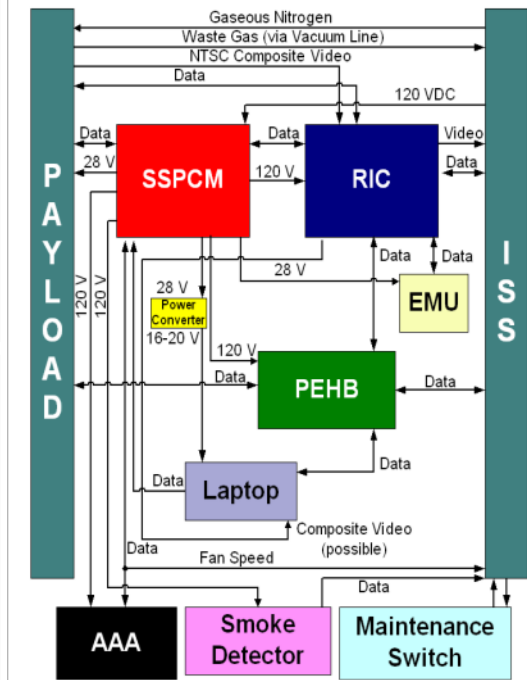 Gaseous Nitrogen
Waste Gas (via Vacuum Line)
NTSC Composite Video
Data
120 VDC
Data
SSPCM
Data
RIC
Video
28 V
120 V
Data
PAYLOAD
ISS
120 V
120 V
28 V
Data
Data
28 V
Power
Converter
EMU
16-20 V
120 V
PEHB
Data
Data
Data
Laptop
Data
Composite Video
(possible)
Data
Fan Speed
Data
AAA
Smoke
Detector
Maintenance
Switch